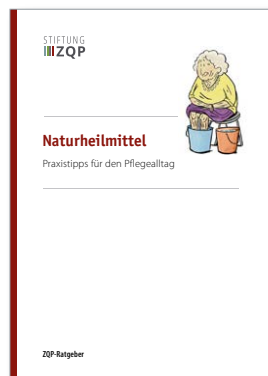 STIFTUNG
ZQP
Naturheilmittel
Praxistipps für den Pflegealltag
ZQP-Ratgeber